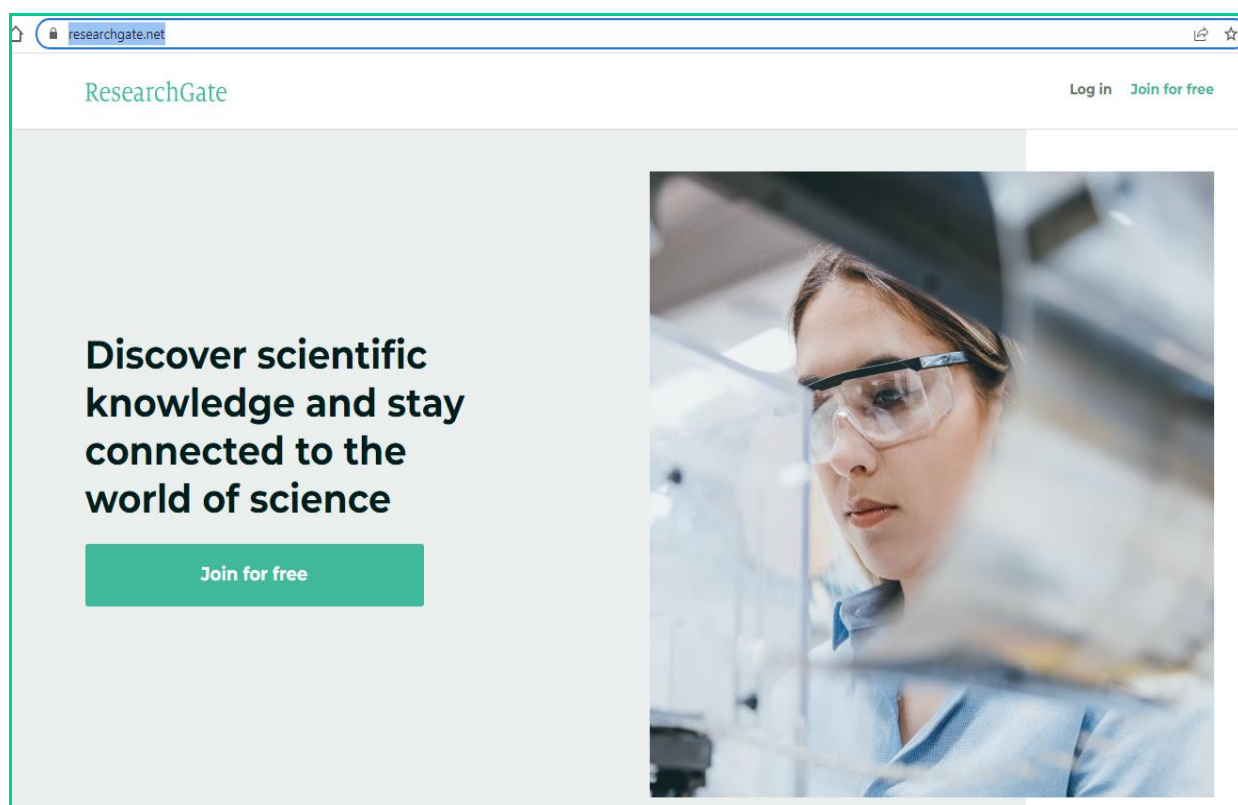 researchgate.net
ResearchGate
Log in Join for free
Discover scientific
knowledge and stay
connected to the
world of science
Join for free